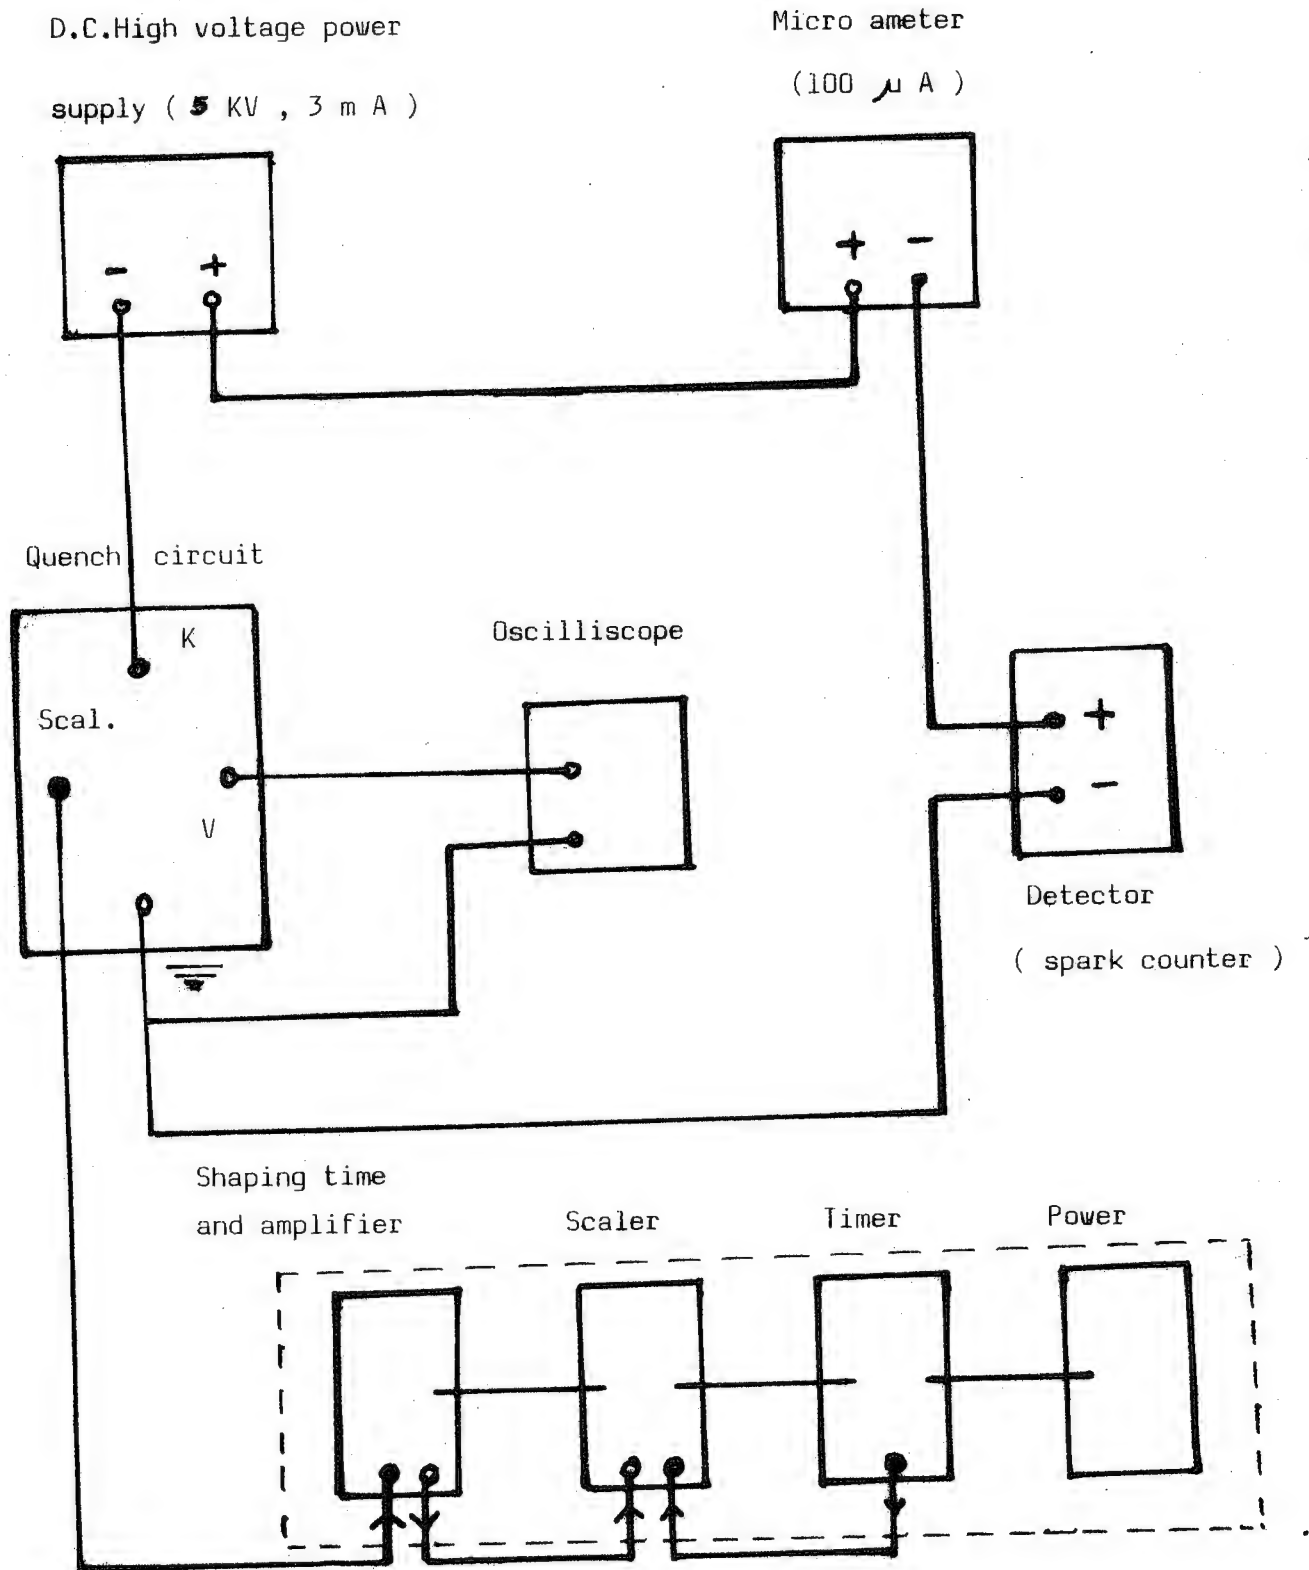 D.C.High voltage power
supply ( 5 KV , 3 m A )
Micro ameter
(100 μ A )
- +
+ -
Quench circuit
K
Scal.
V
Oscilliscope
+
-
Detector
( spark counter )
Shaping time
and amplifier
Scaler
Timer
Power